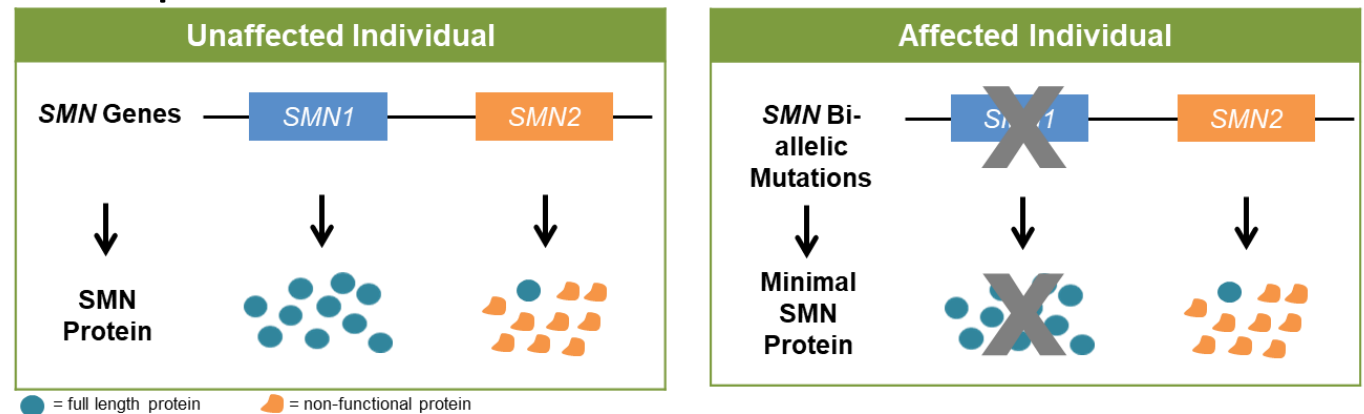 Unaffected Individual
SMN Genes
SMN1
SMN2
SMN
Protein
= full length protein
= non-functional protein
Affected Individual
SMN Bi-
allelic
Mutations
SMN2
Minimal
SMN
Protein